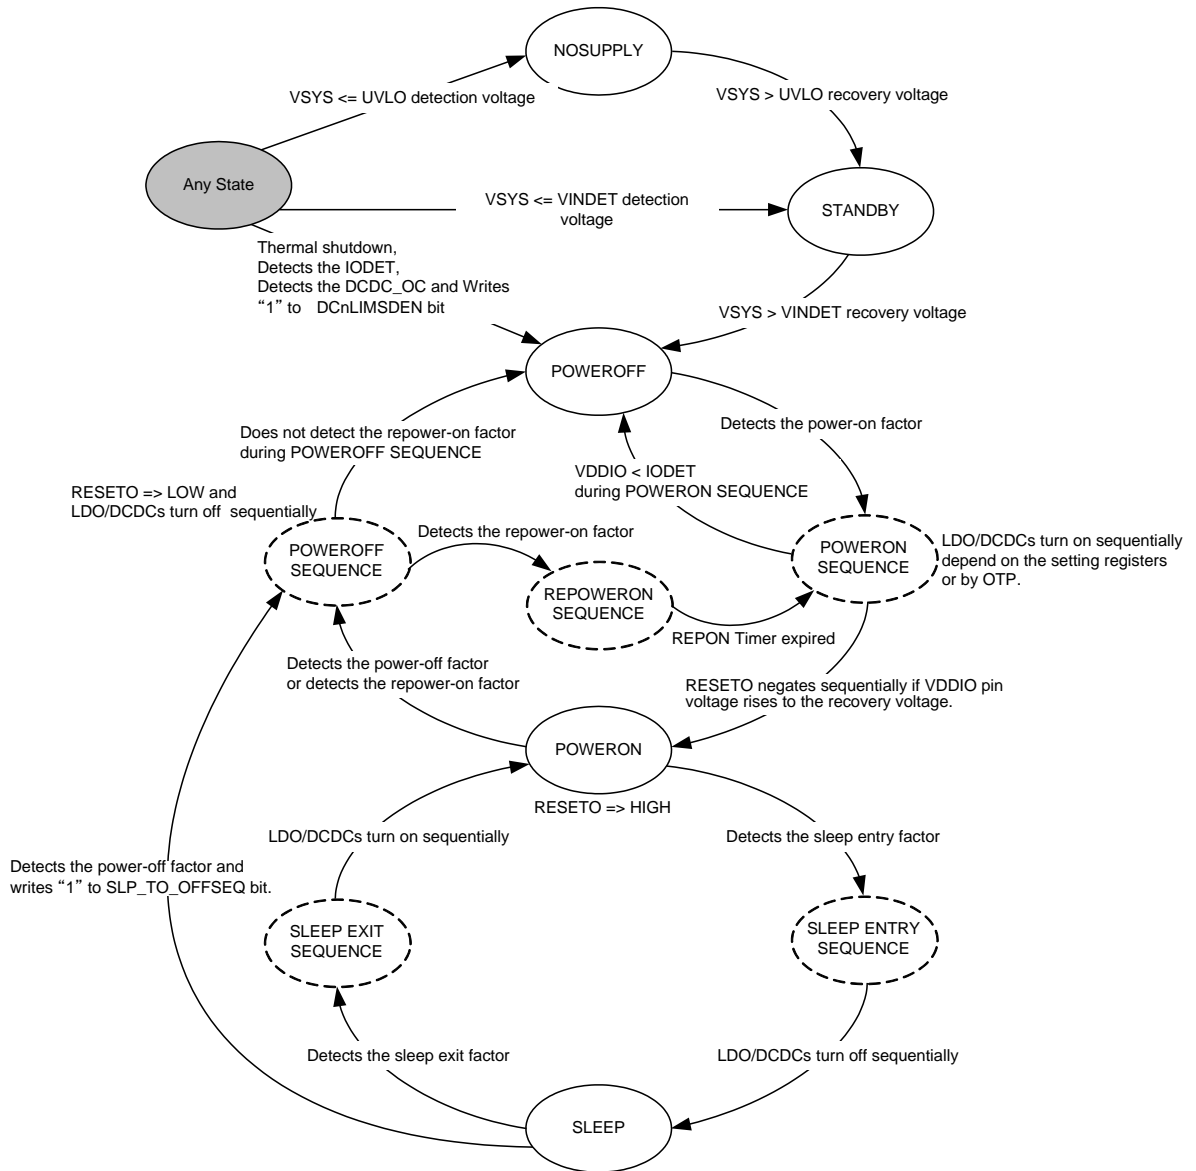 NOSUPPLY
VSYS <= UVLO detection voltage
VSYS > UVLO recovery voltage
Any State
VSYS <= VINDET detection
voltage
STANDBY
Thermal shutdown,
Detects the IODET,
Detects the DCDC_OC and Writes
“1” to DCnLIMSDEN bit
VSYS > VINDET recovery voltage
POWEROFF
Detects the power-on factor
Does not detect the repower-on factor
during POWEROFF SEQUENCE
VDDIO < IODET
during POWERON SEQUENCE
RESETO => LOW and
LDO/DCDCs turn off sequentially
Detects the repower-on factor
POWEROFF
SEQUENCE
POWERON
SEQUENCE
LDO/DCDCs turn on sequentially
depend on the setting registers
or by OTP.
REPOWERON
SEQUENCE
REPON Timer expired
Detects the power-off factor
or detects the repower-on factor
RESETO negates sequentially if VDDIO pin
voltage rises to the recovery voltage.
POWERON
RESETO => HIGH
LDO/DCDCs turn on sequentially
Detects the sleep entry factor
Detects the power-off factor and
writes “1” to SLP_TO_OFFSEQ bit.
SLEEP EXIT
SEQUENCE
SLEEP ENTRY
SEQUENCE
Detects the sleep exit factor
LDO/DCDCs turn off sequentially
SLEEP